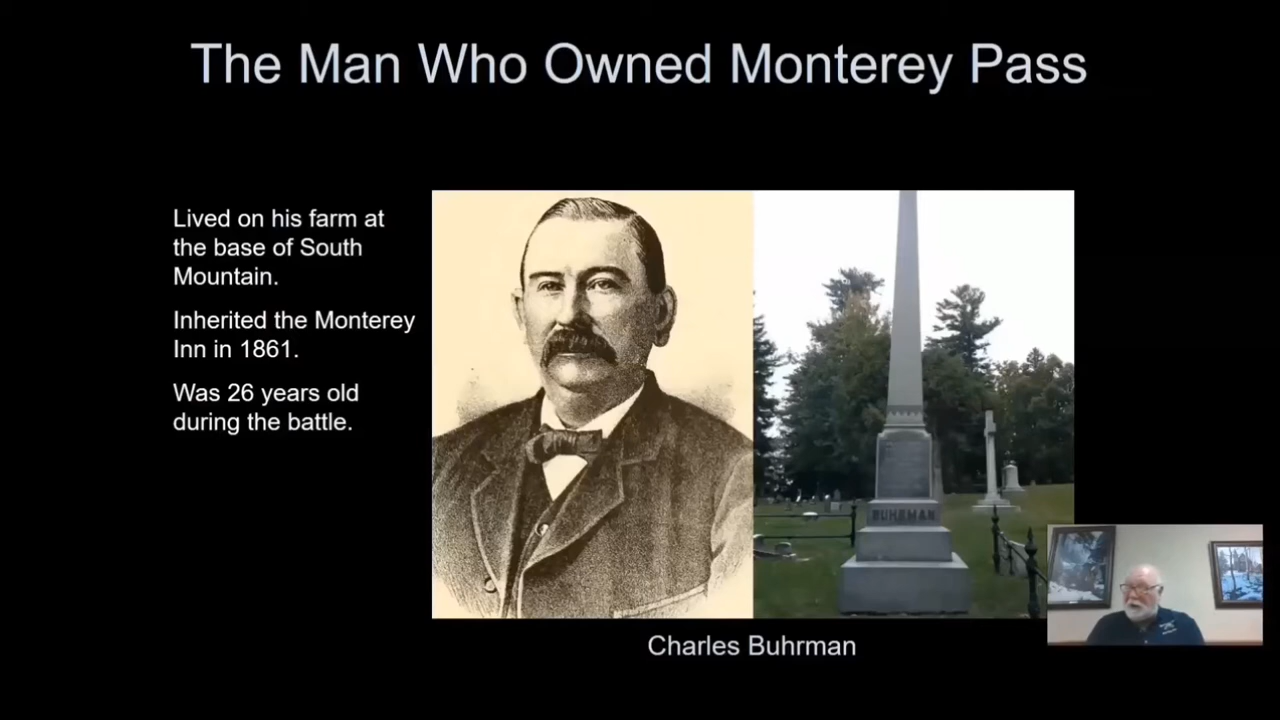 The Man Who Owned Monterey Pass
Lived on his farm at
the base of South
Mountain.
Inherited the Monterey
Inn in 1861.
Was 26 years old
during the battle.
BUHRMAN
Charles Buhrman